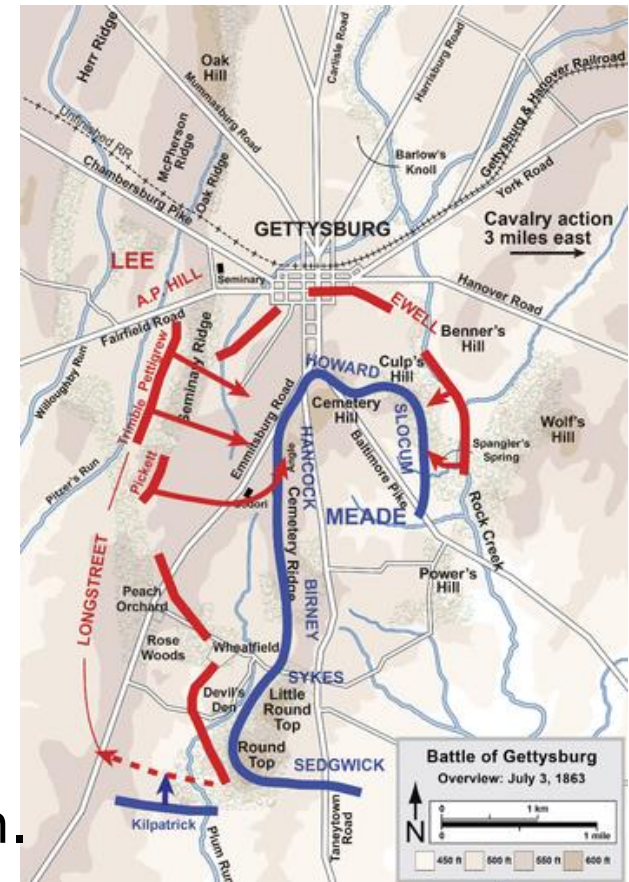 Herr Ridge
Oak
Hill
Mummasburg Road
Carlisle Road
Harrisburg Road
Gettysburg & Hanover Railroad
Unfinished RR
McPherson
Ridge
Oak Ridge
Barlow's
Knoll
York Road
Chambersburg Pike
GETTYSBURG
Cavalry action
3 miles east
LEE
Seminary
A.P. HILL
EWELL
Hanover Road
Fairfield Road
Benner's
Hill
Willoughby Run
Trimble Pettigrew
Seminary Ridge
HOWARD
Culp's
Hill
Emmitsburg Road
Cemetery
Hill
SLOCUM
Wolf's
Hill
HANCOCK
Angle
Baltimore Pike
Spangler's
Spring
Pitzer's Run
Pickett
Codori
Cemetery Ridge
MEADE
Rock Creek
LONGSTREET
Peach
Orchard
BIRNEY
Power's
Hill
Rose
Woods
Wheatfield
SYKES
Devil's
Den
Little
Round
Top
Round
Top
SEDGWICK
Battle of Gettysburg
Overview: July 3, 1863
N
0 1 km
0 1 mile
450 ft 500 ft 550 ft 600 ft
Kilpatrick
Plum Run
Taneytown
Road